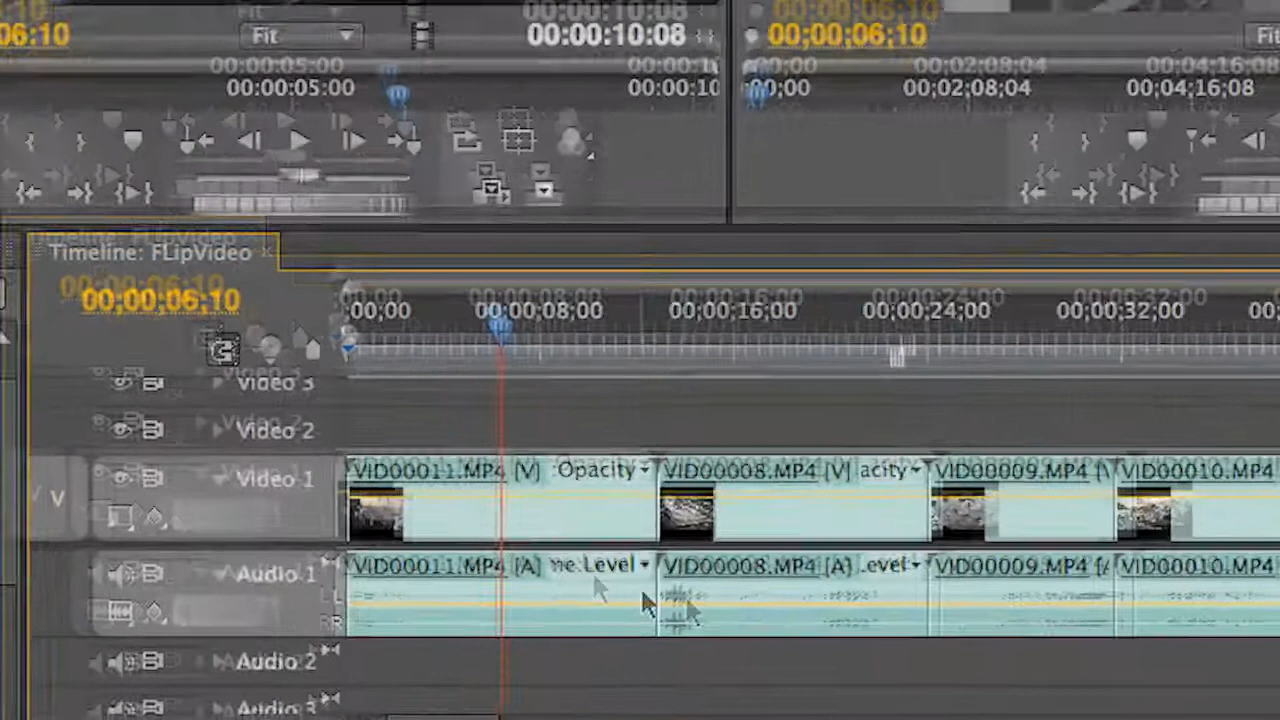 06:10 Fit 00:00:10:08 00;00;06;10 Fit
00:00:05:00 00:00:10 00;00 00;02;08;04 00;04;16;08
Timeline: FLipVideo
00;00;06;10
00;00 00;00;08;00 00;00;16;00 00;00;24;00 00;00;32;00
Video 3
Video 2
Video 1 VID00011.MP4 [V] Opacity VID00008.MP4 [V] acity VID00009.MP4 VID00010.MP4
V
Audio 1 VID00011.MP4 [A] me:Level VID00008.MP4 [A] .evel VID00009.MP4 VID00010.MP4
L
R
Audio 2
Audio 3